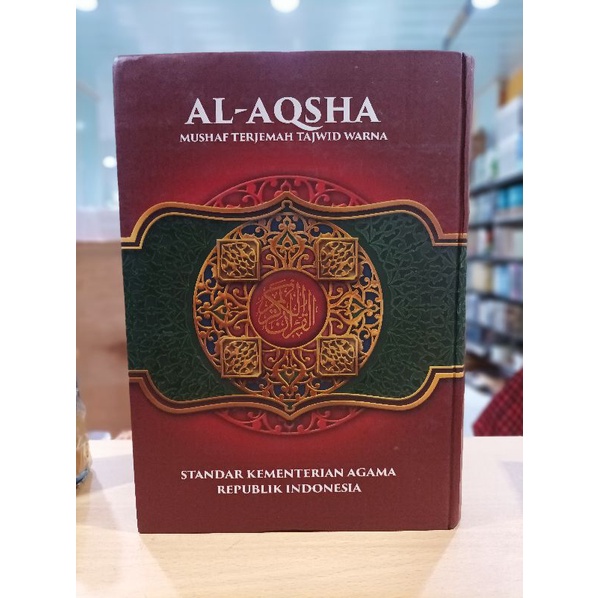 AL-AQSHA
MUSHAF TERJEMAH TAJWID WARNA
القرآن الكريم
STANDAR KEMENTERIAN AGAMA
REPUBLIK INDONESIA